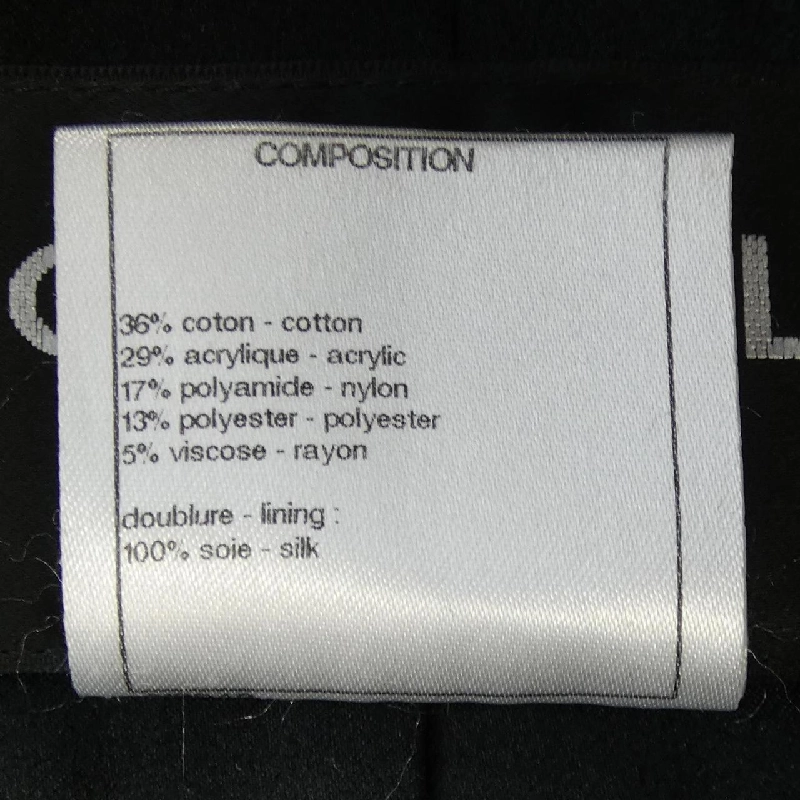 COMPOSITION
36% coton - cotton
29% acrylique - acrylic
17% polyamide - nylon
13% polyester - polyester
5% viscose - rayon
doublure - lining :
100% soie - silk
C L